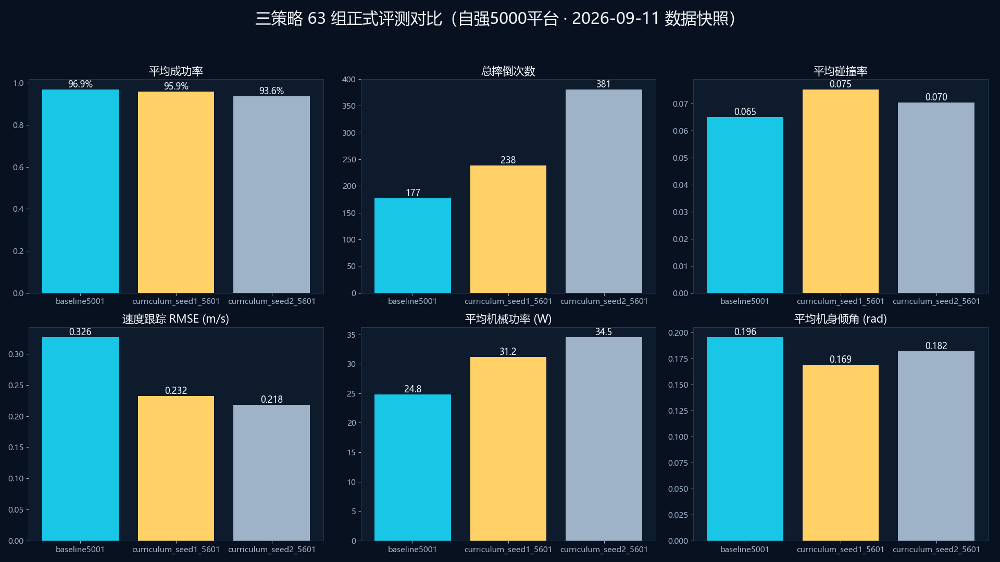 三策略 63 组正式评测对比（自强5000平台 · 2026-09-11 数据快照）
平均成功率
1.0
0.8
0.6
0.4
0.2
0.0
96.9%
95.9%
93.6%
baseline5001
curriculum_seed1_5601
curriculum_seed2_5601
总摔倒次数
400
350
300
250
200
150
100
50
0
177
238
381
baseline5001
curriculum_seed1_5601
curriculum_seed2_5601
平均碰撞率
0.07
0.06
0.05
0.04
0.03
0.02
0.01
0.00
0.065
0.075
0.070
baseline5001
curriculum_seed1_5601
curriculum_seed2_5601
速度跟踪 RMSE (m/s)
0.30
0.25
0.20
0.15
0.10
0.05
0.00
0.326
0.232
0.218
baseline5001
curriculum_seed1_5601
curriculum_seed2_5601
平均机械功率 (W)
35
30
25
20
15
10
5
0
24.8
31.2
34.5
baseline5001
curriculum_seed1_5601
curriculum_seed2_5601
平均机身倾角 (rad)
0.200
0.175
0.150
0.125
0.100
0.075
0.050
0.025
0.000
0.196
0.169
0.182
baseline5001
curriculum_seed1_5601
curriculum_seed2_5601